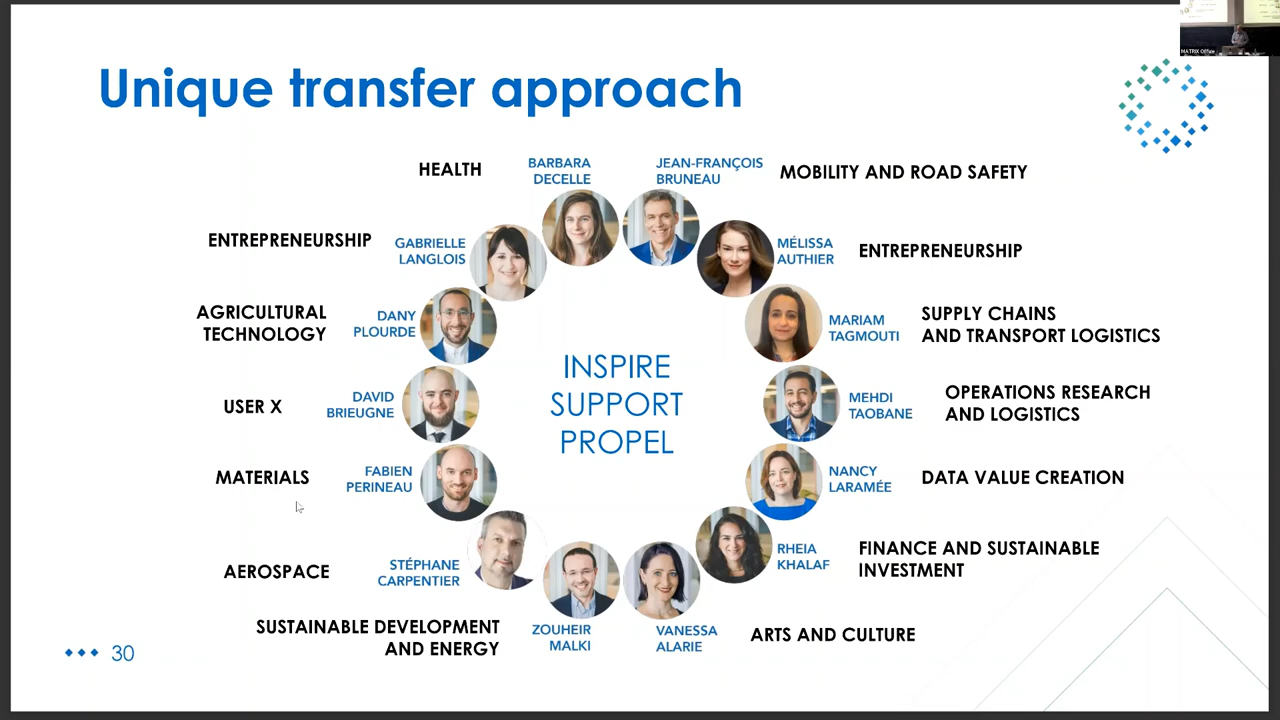 MATRIX Office
Unique transfer approach
HEALTH
BARBARA
DECELLE
JEAN-FRANÇOIS
BRUNEAU
MOBILITY AND ROAD SAFETY
ENTREPRENEURSHIP
GABRIELLE
LANGLOIS
MÉLISSA
AUTHIER
ENTREPRENEURSHIP
AGRICULTURAL
TECHNOLOGY
DANY
PLOURDE
MARIAM
TAGMOUTI
SUPPLY CHAINS
AND TRANSPORT LOGISTICS
INSPIRE
SUPPORT
PROPEL
USER X
DAVID
BRIEUGNE
MEHDI
TAOBANE
OPERATIONS RESEARCH
AND LOGISTICS
MATERIALS
FABIEN
PERINEAU
NANCY
LARAMÉE
DATA VALUE CREATION
AEROSPACE
STÉPHANE
CARPENTIER
RHEIA
KHALAF
FINANCE AND SUSTAINABLE
INVESTMENT
SUSTAINABLE DEVELOPMENT
AND ENERGY
ZOUHEIR
MALKI
VANESSA
ALARIE
ARTS AND CULTURE
30